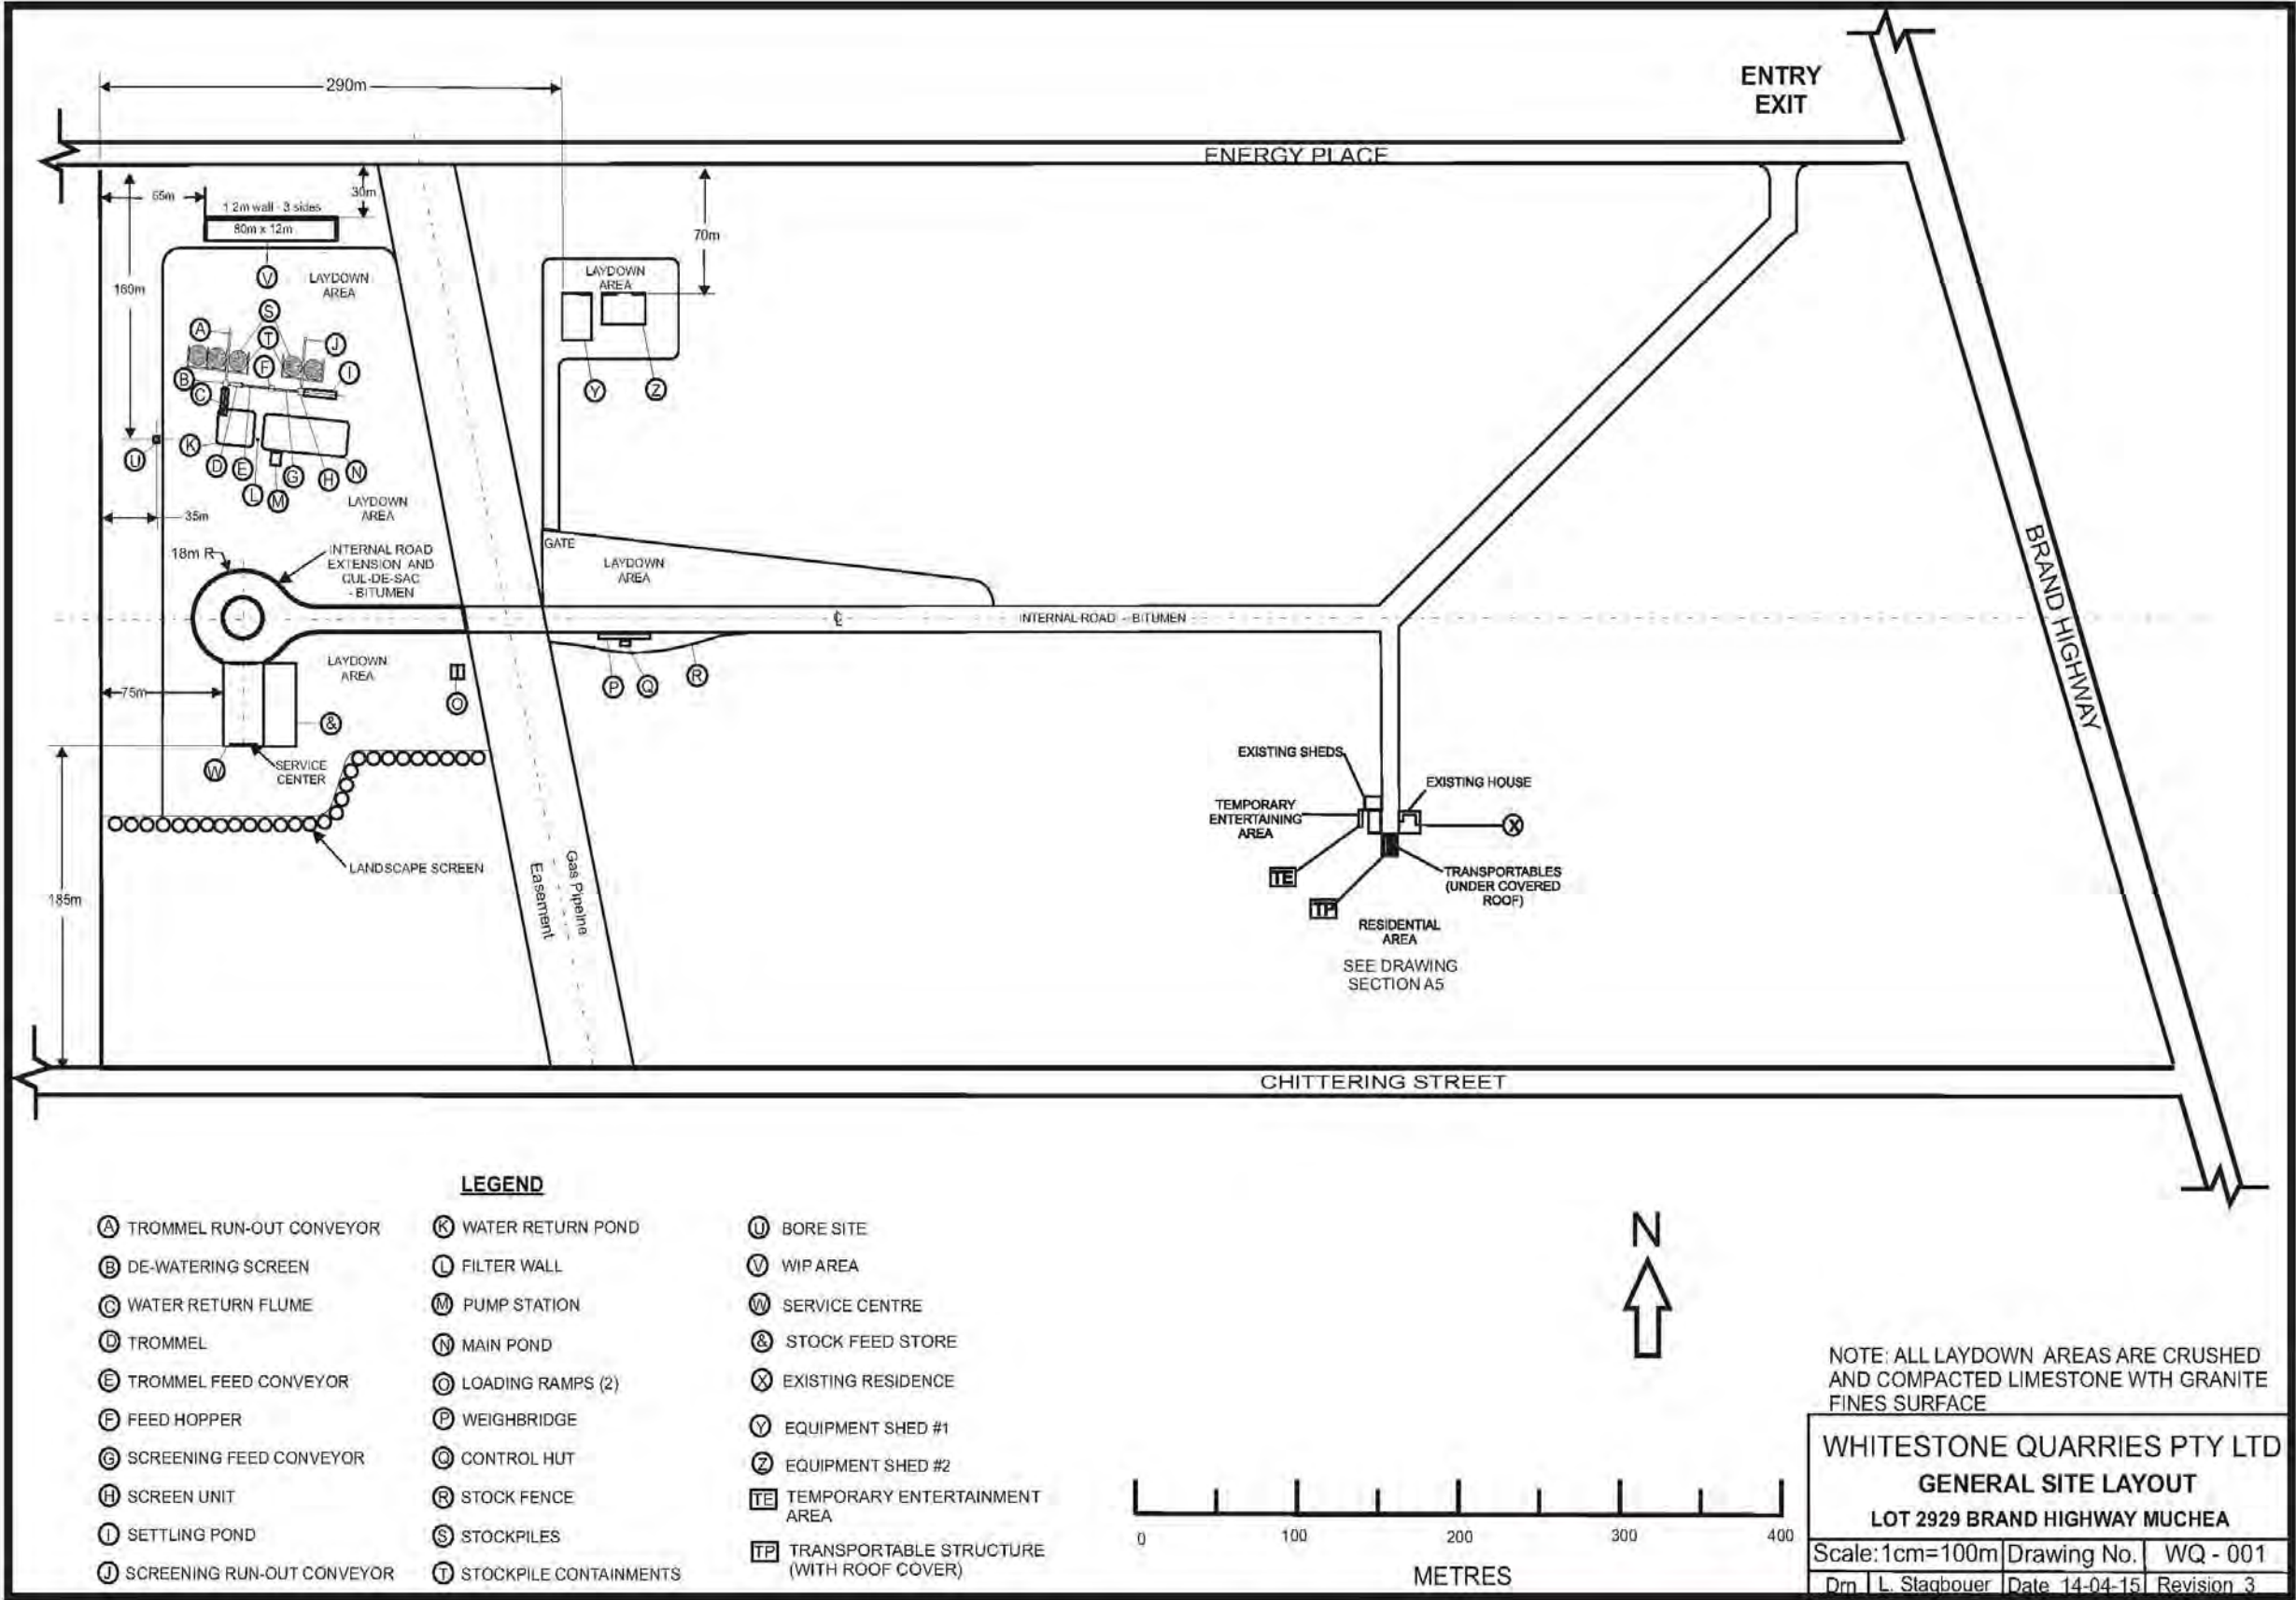 ENTRY
EXIT
290m
ENERGY PLACE
65m
30m
1 2m wall - 3 sides
80m x 12m
70m
160m
V
LAYDOWN
AREA
LAYDOWN
AREA
S
A
T
J
F
I
B
C
Y
Z
K
U
D
E
G
H
N
L
M
LAYDOWN
AREA
35m
18m R
INTERNAL ROAD
EXTENSION AND
CUL-DE-SAC
- BITUMEN
GATE
LAYDOWN
AREA
INTERNAL ROAD - BITUMEN
BRAND HIGHWAY
LAYDOWN
AREA
75m
O
P
Q
R
&
W
SERVICE
CENTER
LANDSCAPE SCREEN
185m
Gas Pipeline
Easement
EXISTING SHEDS
EXISTING HOUSE
TEMPORARY
ENTERTAINING
AREA
X
TE
TRANSPORTABLES
(UNDER COVERED
ROOF)
TP
RESIDENTIAL
AREA
SEE DRAWING
SECTION A5
CHITTERING STREET
LEGEND
A TROMMEL RUN-OUT CONVEYOR
B DE-WATERING SCREEN
C WATER RETURN FLUME
D TROMMEL
E TROMMEL FEED CONVEYOR
F FEED HOPPER
G SCREENING FEED CONVEYOR
H SCREEN UNIT
I SETTLING POND
J SCREENING RUN-OUT CONVEYOR
K WATER RETURN POND
L FILTER WALL
M PUMP STATION
N MAIN POND
O LOADING RAMPS (2)
P WEIGHBRIDGE
Q CONTROL HUT
R STOCK FENCE
S STOCKPILES
T STOCKPILE CONTAINMENTS
U BORE SITE
V WIP AREA
W SERVICE CENTRE
& STOCK FEED STORE
X EXISTING RESIDENCE
Y EQUIPMENT SHED #1
Z EQUIPMENT SHED #2
TE TEMPORARY ENTERTAINMENT
AREA
TP TRANSPORTABLE STRUCTURE
(WITH ROOF COVER)
N
0 100 200 300 400
METRES
NOTE: ALL LAYDOWN AREAS ARE CRUSHED
AND COMPACTED LIMESTONE WTH GRANITE
FINES SURFACE
WHITESTONE QUARRIES PTY LTD
GENERAL SITE LAYOUT
LOT 2929 BRAND HIGHWAY MUCHEA
Scale:1cm=100m Drawing No. WQ - 001
Drn L. Stagbouer Date 14-04-15 Revision 3